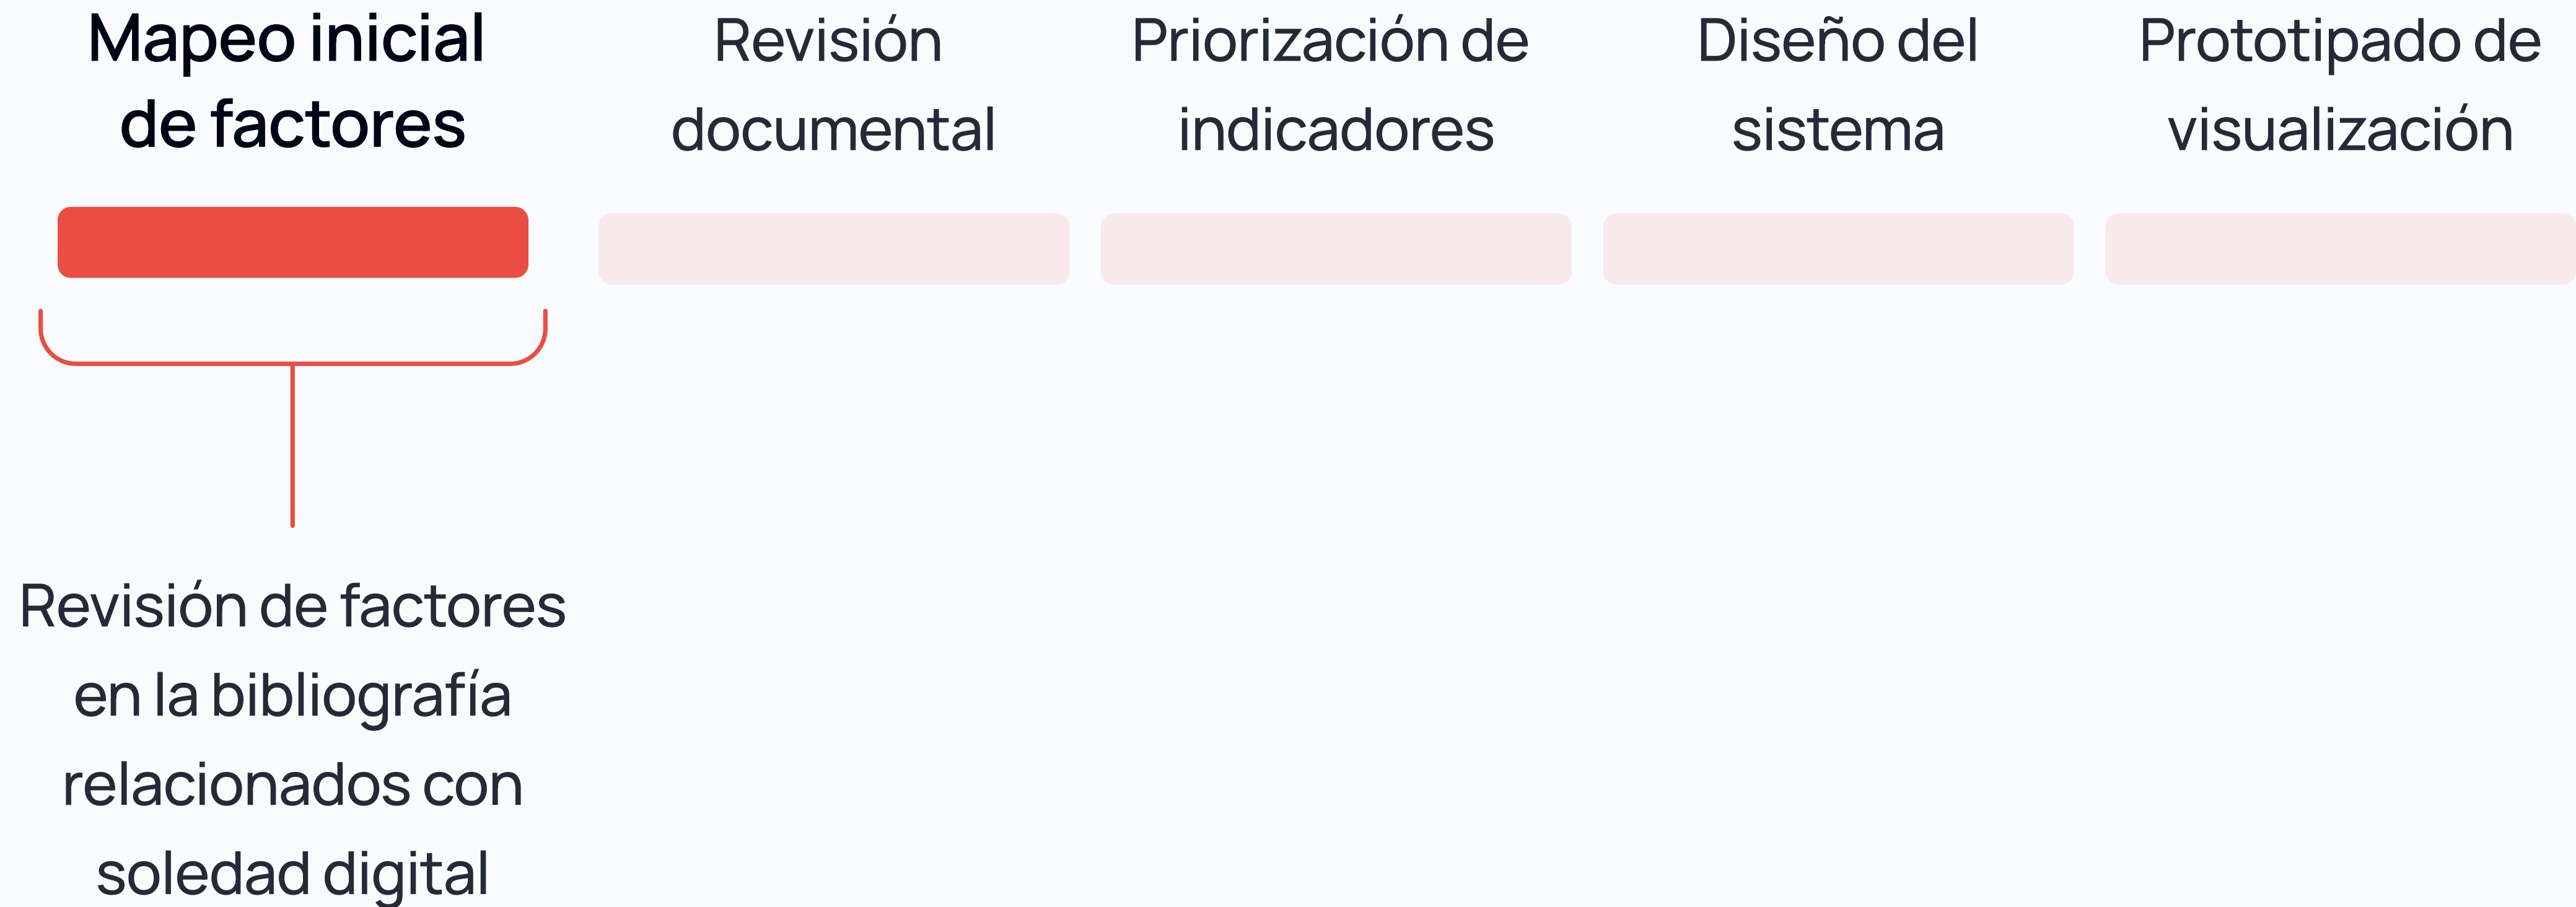 Mapeo inicial
de factores
Revisión
documental
Priorización de
indicadores
Diseño del
sistema
Prototipado de
visualización
Revisión de factores
en la bibliografía
relacionados con
soledad digital